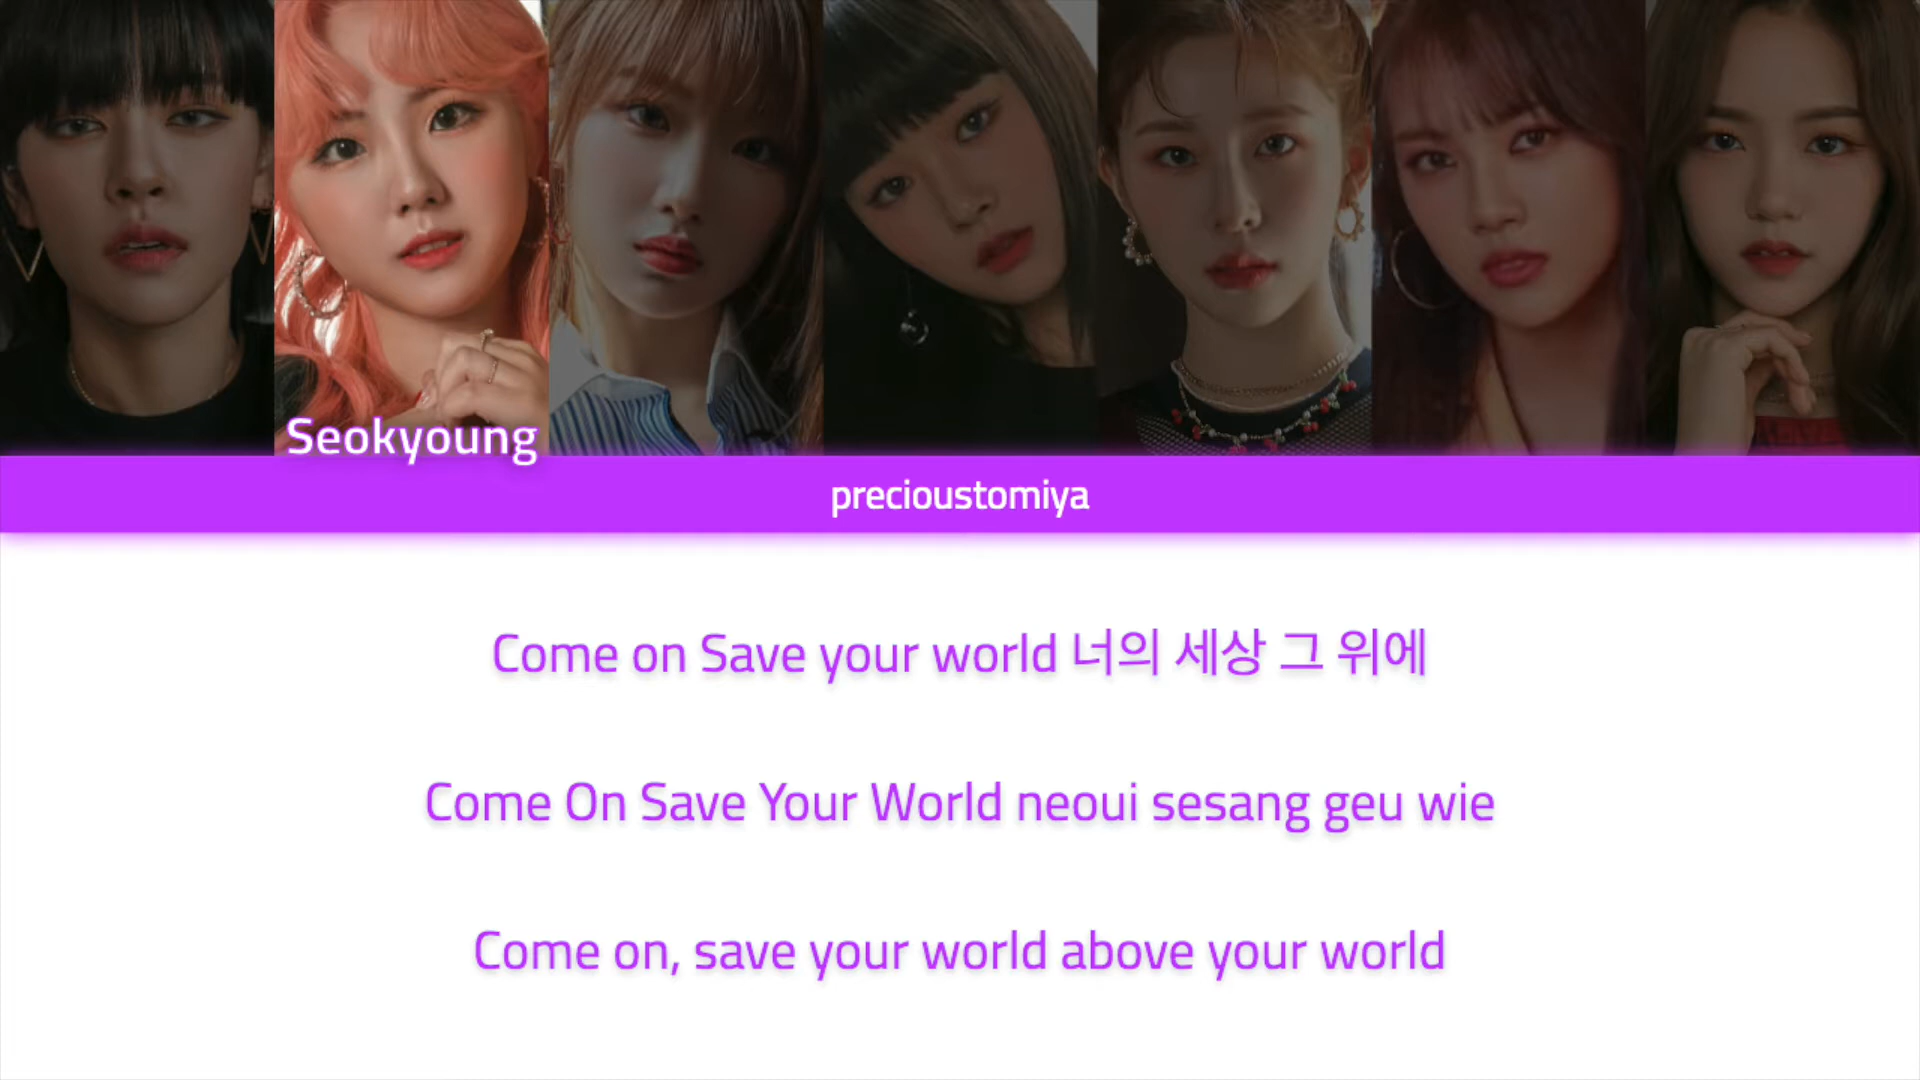 Seokyoung
precioustomiya
Come on Save your world 너의 세상 그 위에
Come On Save Your World neoui sesang geu wie
Come on, save your world above your world